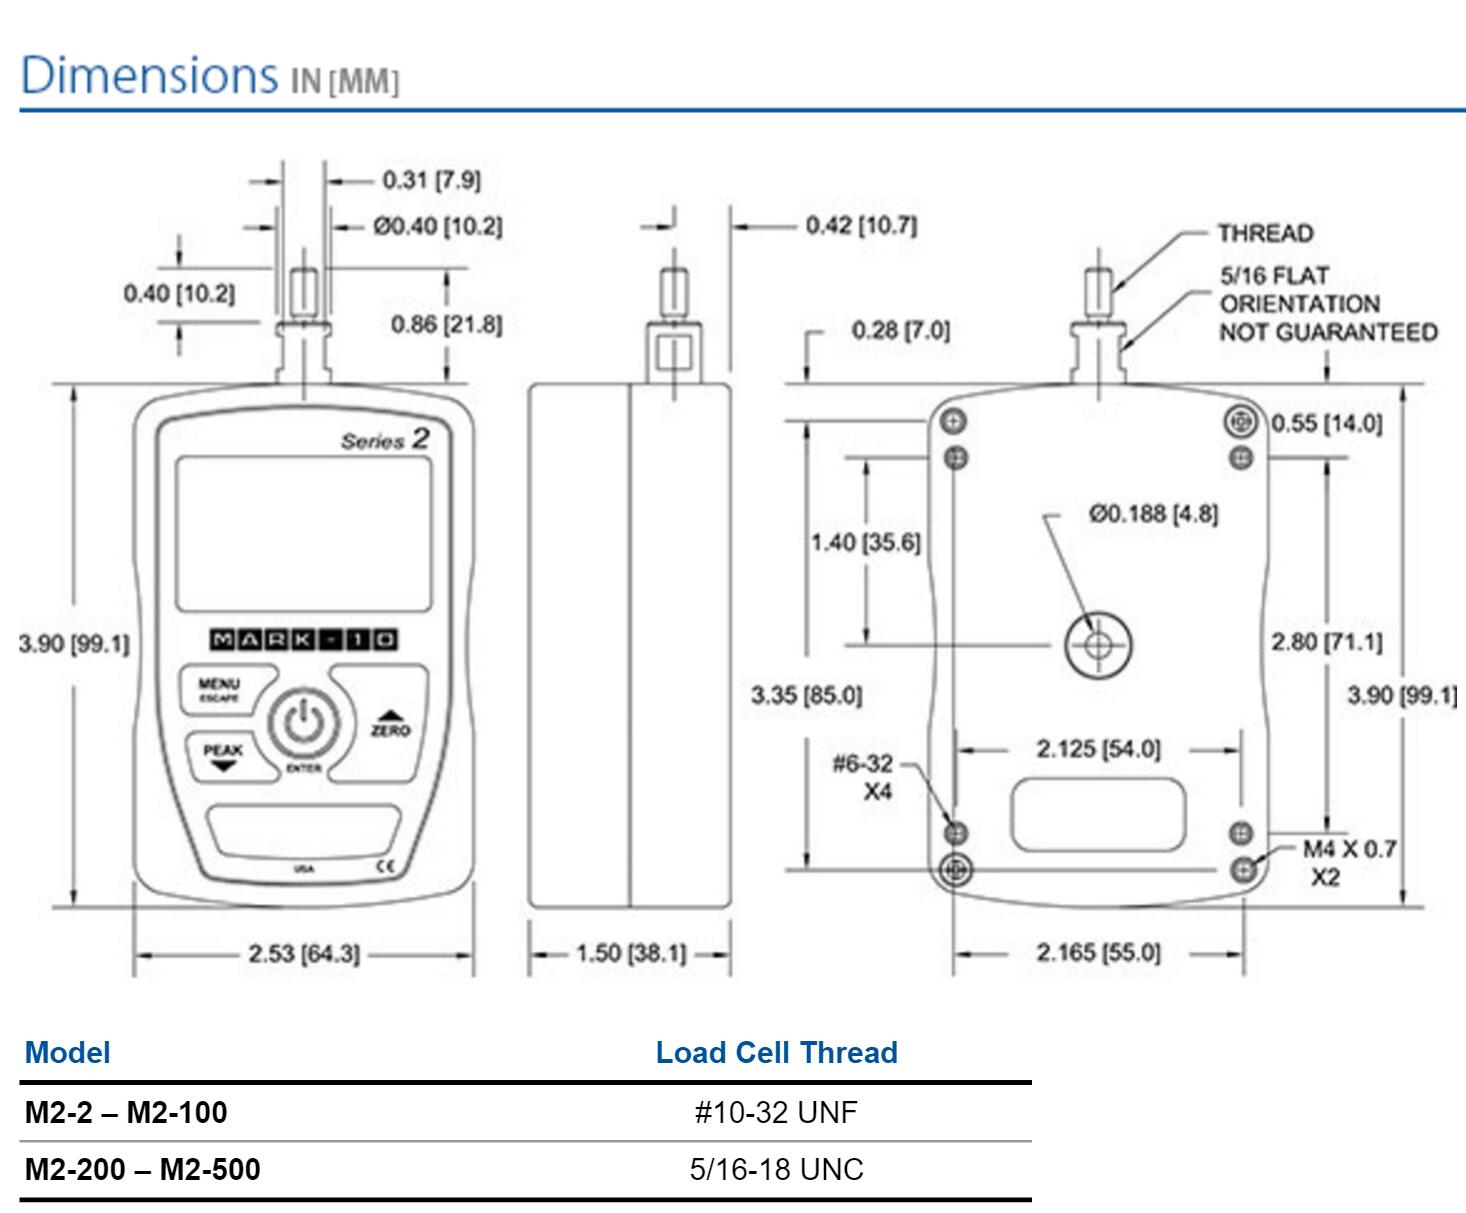 Dimensions IN [MM]
0.31 [7.9]
Ø0.40 [10.2]
0.40 [10.2]
0.86 [21.8]
3.90 [99.1]
Series 2
MARK-10
MENU
ESCAPE
PEAK
ENTER
ZERO
USA
CE
2.53 [64.3]
0.42 [10.7]
1.50 [38.1]
THREAD
5/16 FLAT
ORIENTATION
NOT GUARANTEED
0.28 [7.0]
0.55 [14.0]
Ø0.188 [4.8]
1.40 [35.6]
2.80 [71.1]
3.35 [85.0]
3.90 [99.1]
2.125 [54.0]
#6-32
X4
M4 X 0.7
X2
2.165 [55.0]
Model Load Cell Thread
M2-2 – M2-100 #10-32 UNF
M2-200 – M2-500 5/16-18 UNC